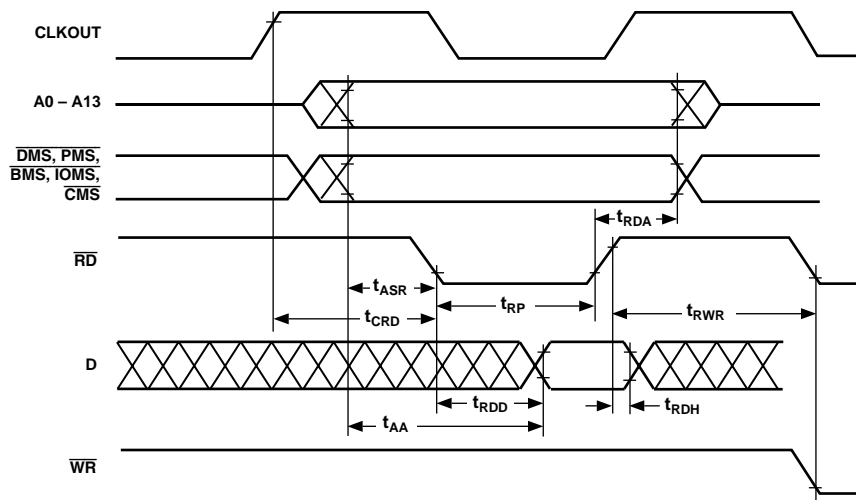 CLKOUT
A0 – A13
DMS, PMS,
BMS, IOMS,
CMS
tRDA
RD
tASR
tCRD
tRP
tRWR
D
tRDD
tRDH
tAA
WR